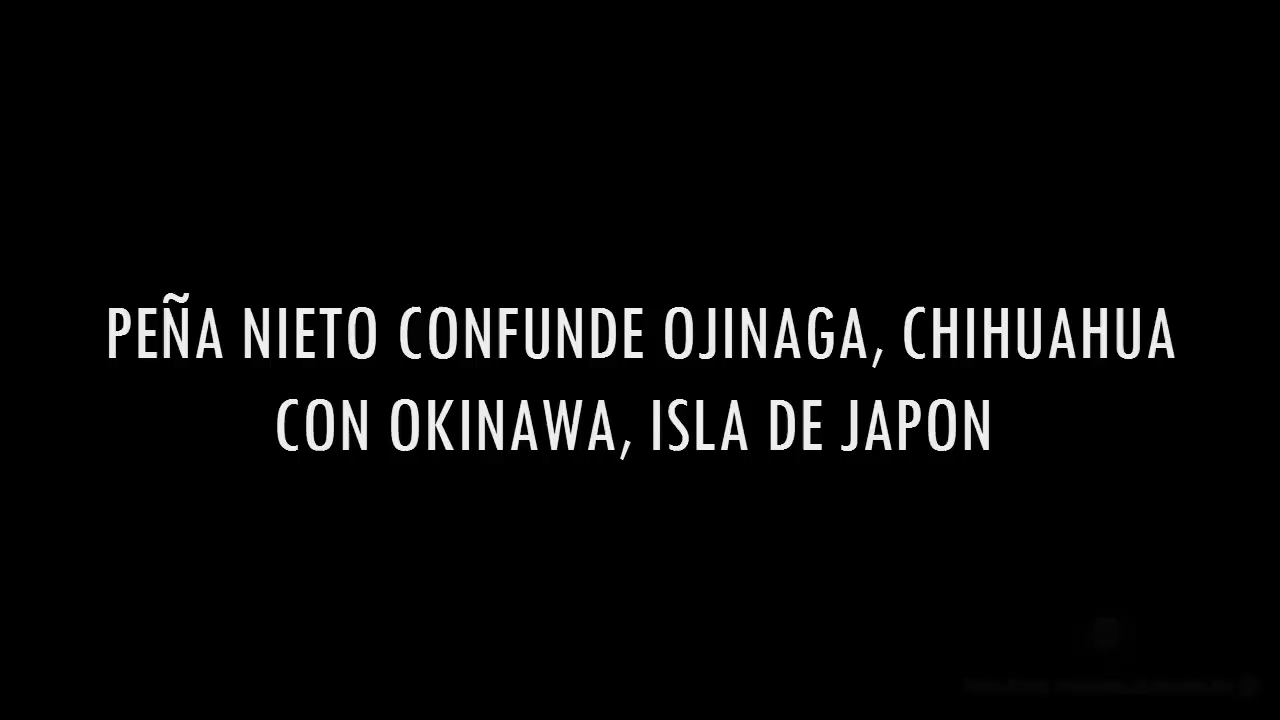 PEÑA NIETO CONFUNDE OJINAGA, CHIHUAHUA
CON OKINAWA, ISLA DE JAPON